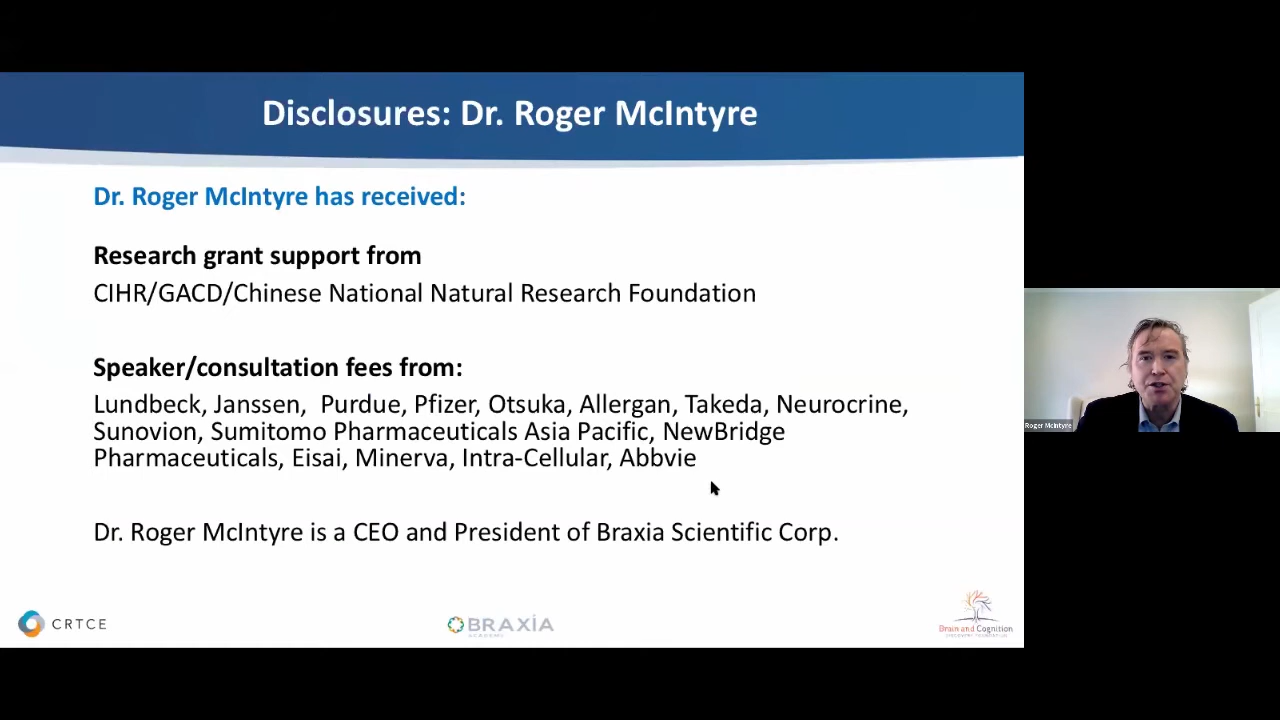 Disclosures: Dr. Roger McIntyre
Dr. Roger McIntyre has received:
Research grant support from
CIHR/GACD/Chinese National Natural Research Foundation
Speaker/consultation fees from:
Lundbeck, Janssen,  Purdue, Pfizer, Otsuka, Allergan, Takeda, Neurocrine,
Sunovion, Sumitomo Pharmaceuticals Asia Pacific, NewBridge
Pharmaceuticals, Eisai, Minerva, Intra-Cellular, Abbvie
Dr. Roger McIntyre is a CEO and President of Braxia Scientific Corp.
CRTCE
BRAXIA
ACADEMY
Brain and Cognition
DISCOVERY FOUNDATION
Roger McIntyre